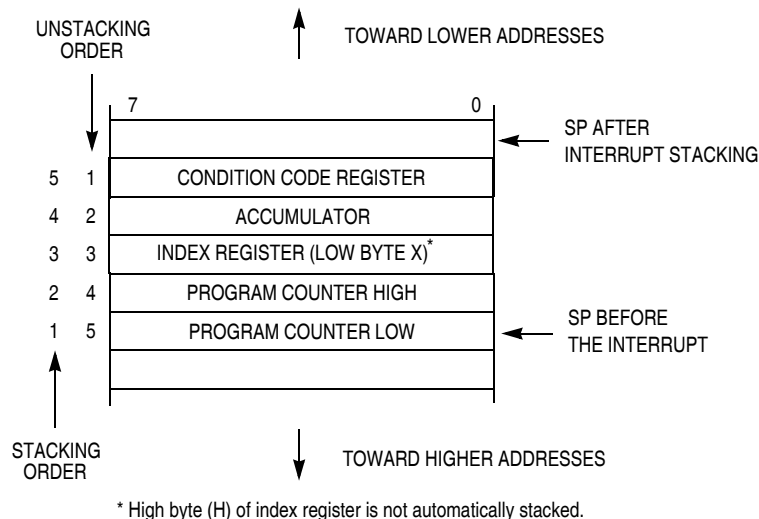 UNSTACKING
ORDER
TOWARD LOWER ADDRESSES
7 0
SP AFTER
INTERRUPT STACKING
5 1 CONDITION CODE REGISTER
4 2 ACCUMULATOR
3 3 INDEX REGISTER (LOW BYTE X)*
2 4 PROGRAM COUNTER HIGH
1 5 PROGRAM COUNTER LOW
SP BEFORE
THE INTERRUPT
STACKING
ORDER
TOWARD HIGHER ADDRESSES
* High byte (H) of index register is not automatically stacked.